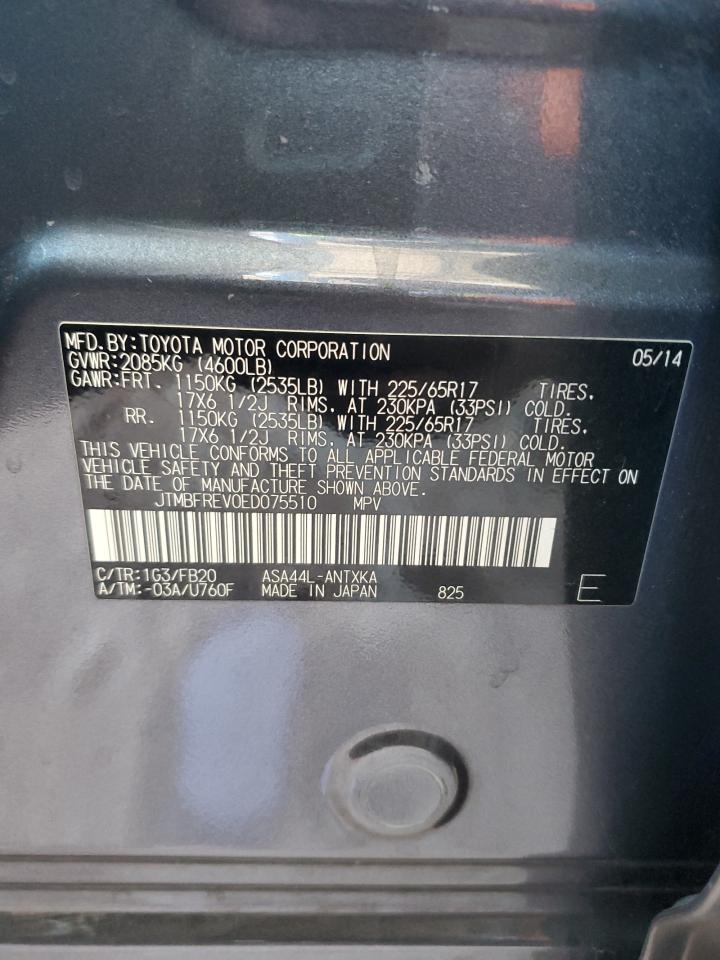 MFD.BY:TOYOTA MOTOR CORPORATION 05/14
GVWR:2085KG (4600LB)
GAWR:FRT. 1150KG (2535LB) WITH 225/65R17 TIRES,
17X6 1/2J RIMS, AT 230KPA (33PSI) COLD.
RR. 1150KG (2535LB) WITH 225/65R17 TIRES,
17X6 1/2J RIMS, AT 230KPA (33PSI) COLD.
THIS VEHICLE CONFORMS TO ALL APPLICABLE FEDERAL MOTOR
VEHICLE SAFETY AND THEFT PREVENTION STANDARDS IN EFFECT ON
THE DATE OF MANUFACTURE SHOWN ABOVE.
JTMBFREV0ED075510 MPV
C/TR:1G3/FB20 ASA44L-ANTXKA
A/TM:-03A/U760F MADE IN JAPAN 825 E